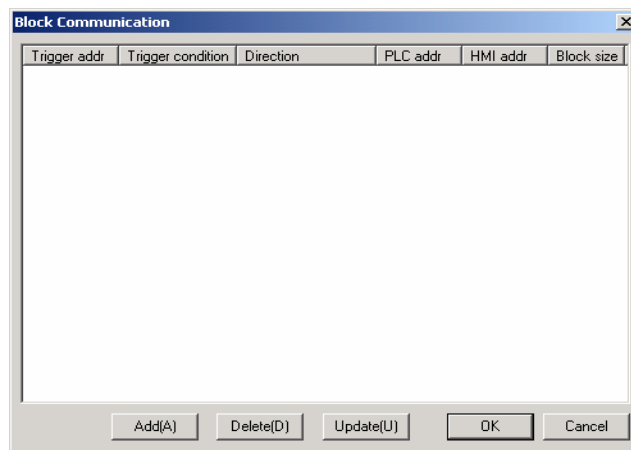 Block Communication
Trigger addr Trigger condition Direction PLC addr HMI addr Block size
Add(A) Delete(D) Update(U) OK Cancel